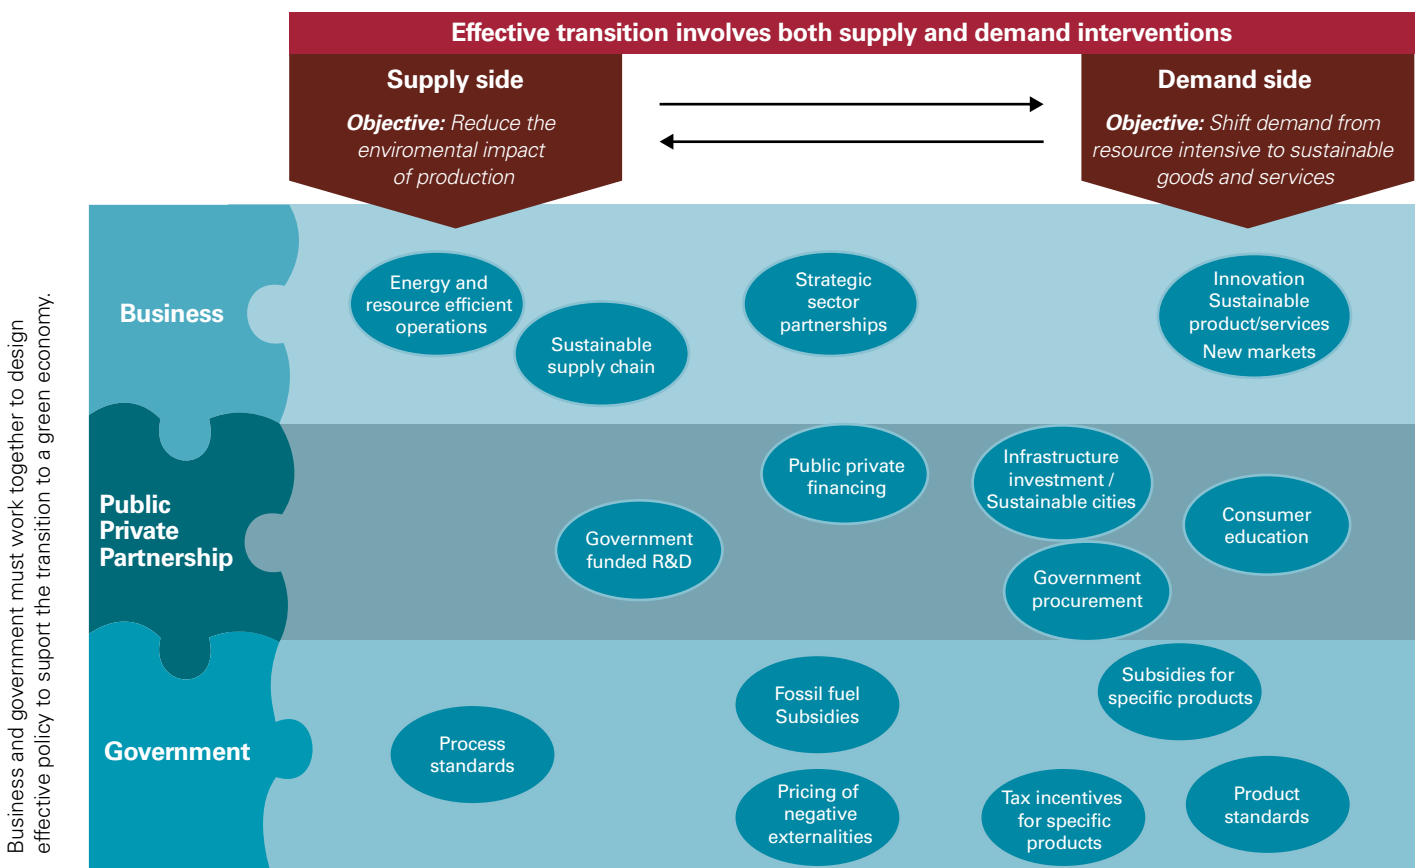 Effective transition involves both supply and demand interventions
Supply side
Objective: Reduce the
enviromental impact
of production
Demand side
Objective: Shift demand from
resource intensive to sustainable
goods and services
Business and government must work together to design
effective policy to suport the transition to a green economy.
Business
Energy and
resource efficient
operations
Sustainable
supply chain
Strategic
sector
partnerships
Innovation
Sustainable
product/services
New markets
Public
Private
Partnership
Government
funded R&D
Public private
financing
Infrastructure
investment /
Sustainable cities
Government
procurement
Consumer
education
Government
Process
standards
Fossil fuel
Subsidies
Pricing of
negative
externalities
Subsidies for
specific products
Tax incentives
for specific
products
Product
standards